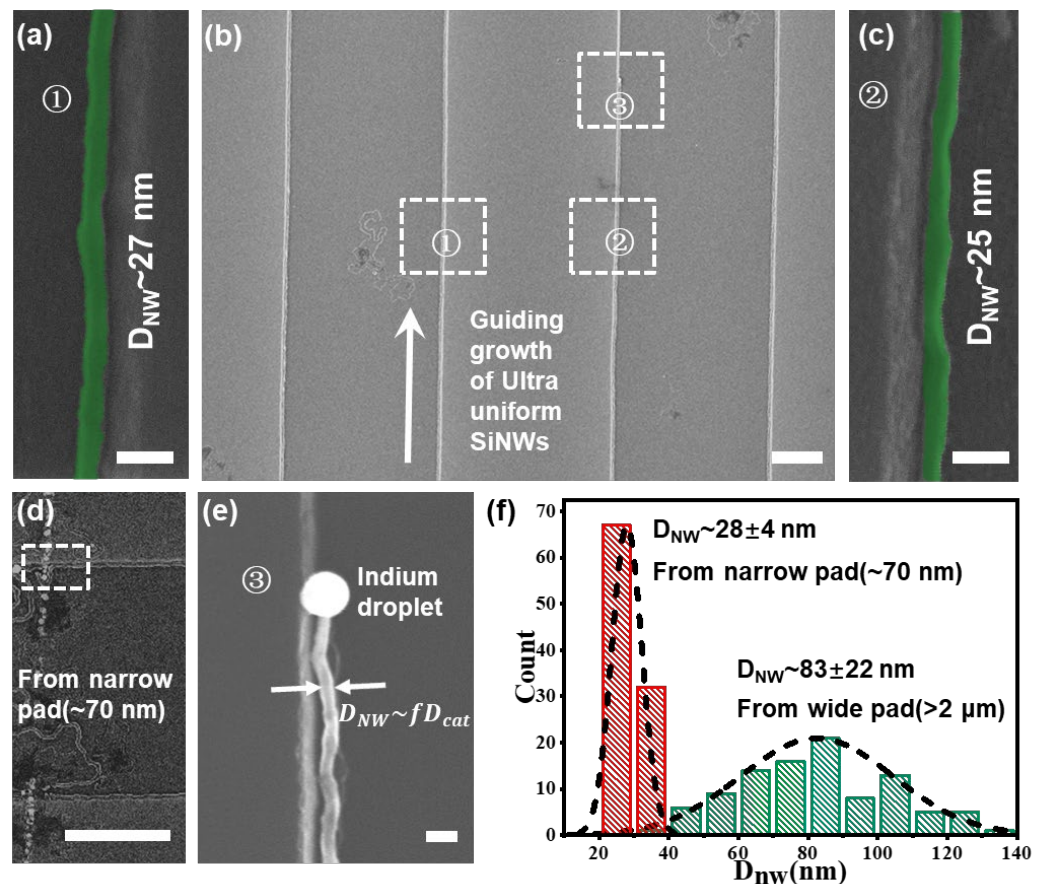 (a)
①
D_NW~27 nm
(b)
③
①
②
Guiding
growth
of Ultra
uniform
SiNWs
(c)
②
D_NW~25 nm
(d)
From narrow
pad(~70 nm)
(e)
③
Indium
droplet
D_NW~fD_cat
(f)
D_NW~28±4 nm
From narrow pad(~70 nm)
D_NW~83±22 nm
From wide pad(>2 μm)
Count
70
60
50
40
30
20
10
0
20 40 60 80 100 120 140
D_NW(nm)